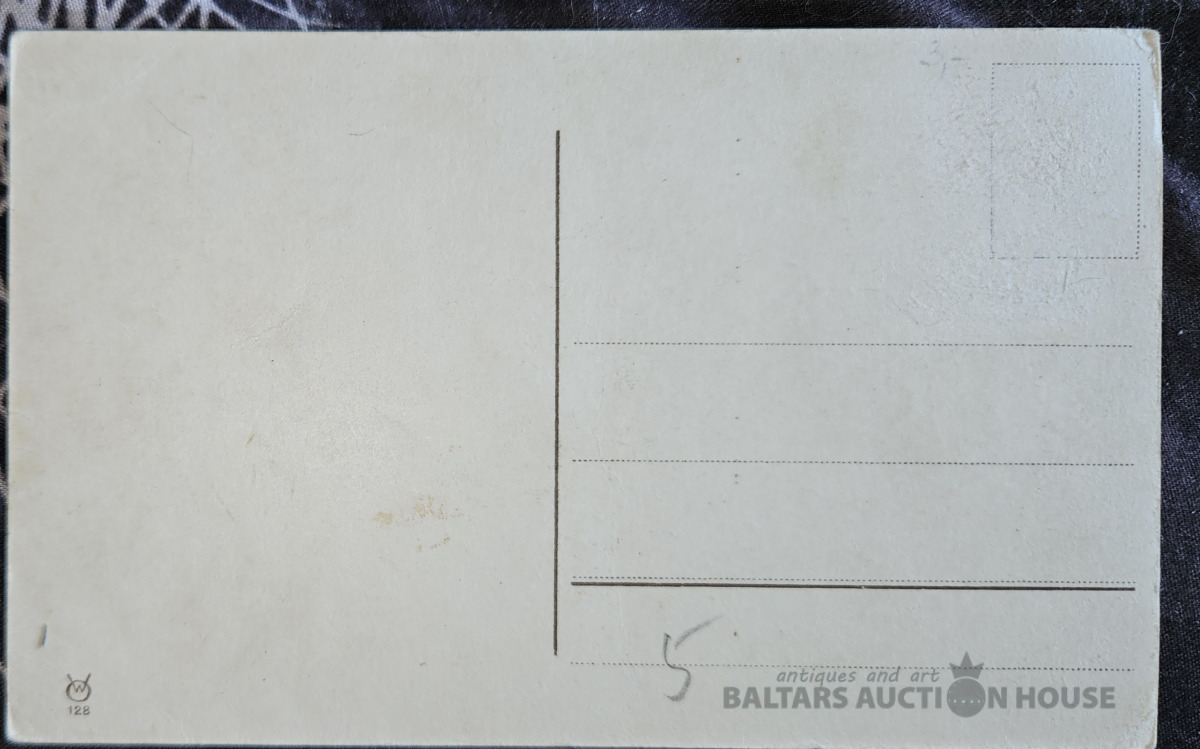 3,-
5
antiques and art
BALTARS AUCTION HOUSE
W
128